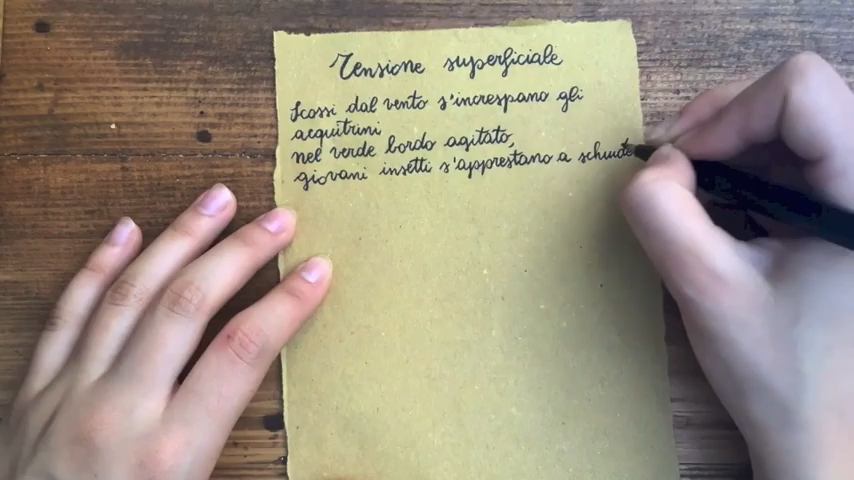 Tensione superficiale
Scossi dal vento s'increspano gli
acquitrini
nel verde bordo agitato,
giovani insetti s'apprestano a schiude